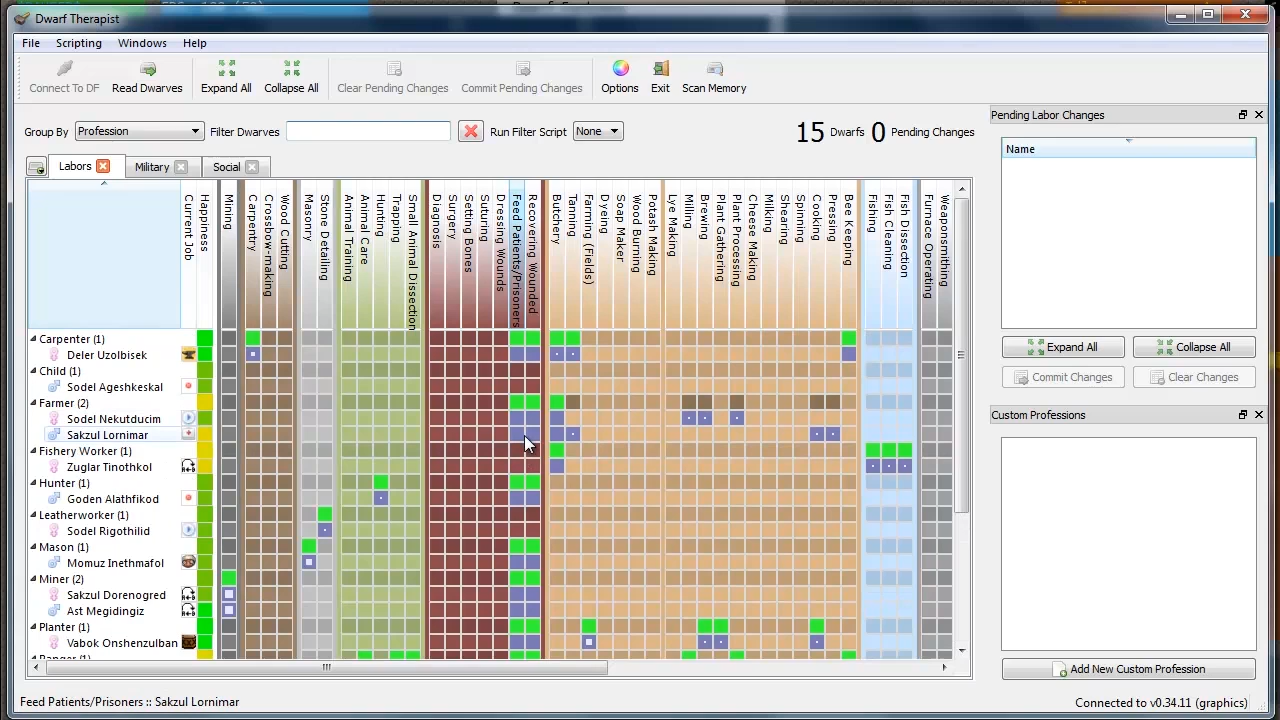 Dwarf Therapist
File Scripting Windows Help
Connect To DF Read Dwarves Expand All Collapse All Clear Pending Changes Commit Pending Changes Options Exit Scan Memory
Group By Profession Filter Dwarves Run Filter Script None 15 Dwarfs 0 Pending Changes
Labors Military Social
Current Job
Happiness
Mining
Carpentry
Crossbow-making
Wood Cutting
Masonry
Stone Detailing
Animal Training
Animal Care
Hunting
Trapping
Small Animal Dissection
Diagnosis
Surgery
Setting Bones
Suturing
Dressing Wounds
Feed Patients/Prisoners
Recovering Wounded
Butchery
Tanning
Farming (Fields)
Dyeing
Soap Maker
Wood Burning
Potash Making
Lye Making
Milling
Brewing
Plant Gathering
Plant Processing
Cheese Making
Milking
Shearing
Spinning
Cooking
Pressing
Bee Keeping
Fishing
Fish Cleaning
Fish Dissection
Furnace Operating
Weaponsmithing
Carpenter (1)
Deler Uzolbisek
Child (1)
Sodel Ageshkeskal
Farmer (2)
Sodel Nekutducim
Sakzul Lornimar
Fishery Worker (1)
Zuglar Tinothkol
Hunter (1)
Goden Alathfikod
Leatherworker (1)
Sodel Rigothilid
Mason (1)
Momuz Inethmafol
Miner (2)
Sakzul Dorenogred
Ast Megidingiz
Planter (1)
Vabok Onshenzulban
Pending Labor Changes
Name
Expand All Collapse All
Commit Changes Clear Changes
Custom Professions
Add New Custom Profession
Feed Patients/Prisoners :: Sakzul Lornimar
Connected to v0.34.11 (graphics)